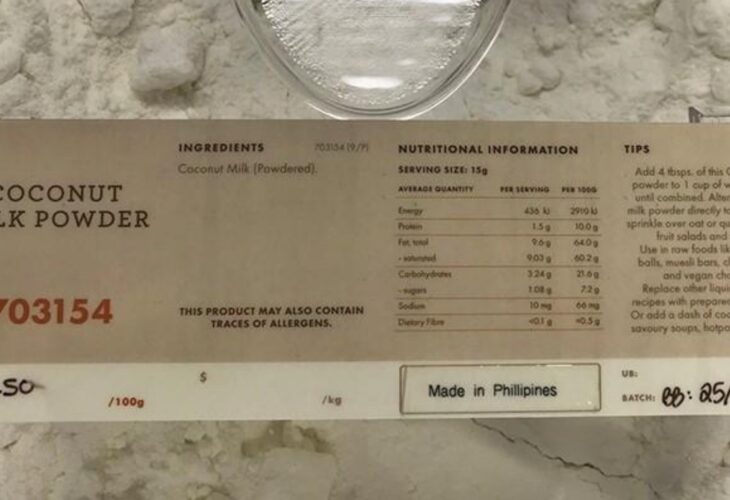 COCONUT
LK POWDER
703154
.50
/100g
INGREDIENTS
703154 (9/P)
Coconut Milk (Powdered).
THIS PRODUCT MAY ALSO CONTAIN
TRACES OF ALLERGENS.
$
/kg
NUTRITIONAL INFORMATION
SERVING SIZE: 15g
AVERAGE QUANTITY PER SERVING PER 100G
Energy 436 kJ 2910 kJ
Protein 1.5 g 10.0 g
Fat, total 9.6 g 64.0 g
- saturated 9.03 g 60.2 g
Carbohydrates 3.24 g 21.6 g
- sugars 1.08 g 7.2 g
Sodium 10 mg 66 mg
Dietary Fibre <0.1 g <0.5 g
Made in Phillipines
TIPS
Add 4 tbsps. of this
powder to 1 cup of w
until combined. Alter
milk powder directly to
sprinkle over oat or qu
fruit salads and
Use in raw foods lik
balls, muesli bars, c
and vegan cho
Replace other liqui
recipes with prepare
Or add a dash of coc
savoury soups, hotpo
UB:
BATCH: BB: 25/